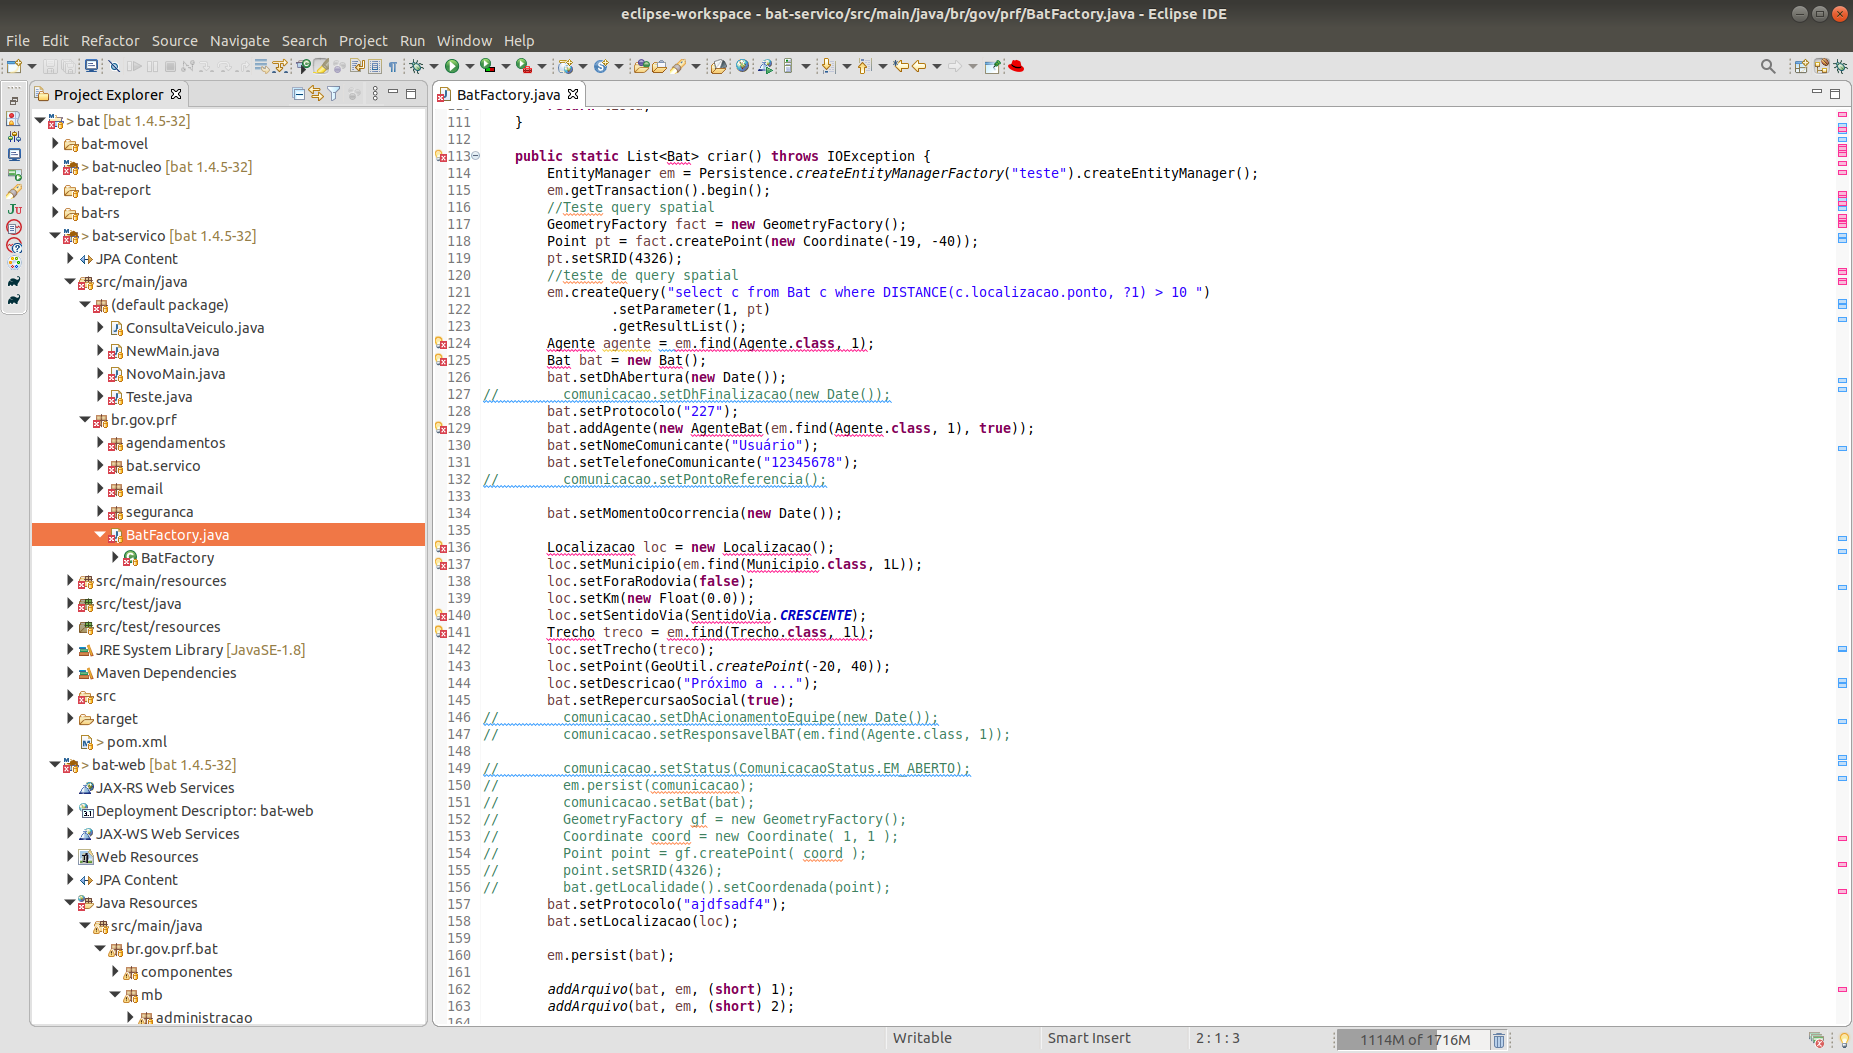 eclipse-workspace - bat-servico/src/main/java/br/gov/prf/BatFactory.java - Eclipse IDE
File Edit Refactor Source Navigate Search Project Run Window Help
Project Explorer
BatFactory.java
> bat [bat 1.4.5-32]
bat-movel
> bat-nucleo [bat 1.4.5-32]
bat-report
bat-rs
> bat-servico [bat 1.4.5-32]
JPA Content
src/main/java
(default package)
ConsultaVeiculo.java
NewMain.java
NovoMain.java
Teste.java
br.gov.prf
agendamentos
bat.servico
email
seguranca
BatFactory.java
BatFactory
src/main/resources
src/test/java
src/test/resources
JRE System Library [JavaSE-1.8]
Maven Dependencies
src
target
> pom.xml
> bat-web [bat 1.4.5-32]
JAX-RS Web Services
Deployment Descriptor: bat-web
JAX-WS Web Services
Web Resources
JPA Content
Java Resources
src/main/java
br.gov.prf.bat
componentes
mb
administracao
111 }
112
113 public static List<Bat> criar() throws IOException {
114 EntityManager em = Persistence.createEntityManagerFactory("teste").createEntityManager();
115 em.getTransaction().begin();
116 //Teste query spatial
117 GeometryFactory fact = new GeometryFactory();
118 Point pt = fact.createPoint(new Coordinate(-19, -40));
119 pt.setSRID(4326);
120 //teste de query spatial
121 em.createQuery("select c from Bat c where DISTANCE(c.localizacao.ponto, ?1) > 10 ")
122 .setParameter(1, pt)
123 .getResultList();
124 Agente agente = em.find(Agente.class, 1);
125 Bat bat = new Bat();
126 bat.setDhAbertura(new Date());
127 // comunicacao.setDhFinalizacao(new Date());
128 bat.setProtocolo("227");
129 bat.addAgente(new AgenteBat(em.find(Agente.class, 1), true));
130 bat.setNomeComunicante("Usuário");
131 bat.setTelefoneComunicante("12345678");
132 // comunicacao.setPontoReferencia();
133
134 bat.setMomentoOcorrencia(new Date());
135
136 Localizacao loc = new Localizacao();
137 loc.setMunicipio(em.find(Municipio.class, 1L));
138 loc.setForaRodovia(false);
139 loc.setKm(new Float(0.0));
140 loc.setSentidoVia(SentidoVia.CRESCENTE);
141 Trecho treco = em.find(Trecho.class, 1l);
142 loc.setTrecho(treco);
143 loc.setPoint(GeoUtil.createPoint(-20, 40));
144 loc.setDescricao("Próximo a ...");
145 bat.setRepercursaoSocial(true);
146 // comunicacao.setDhAcionamentoEquipe(new Date());
147 // comunicacao.setResponsavelBAT(em.find(Agente.class, 1));
148
149 // comunicacao.setStatus(ComunicacaoStatus.EM_ABERTO);
150 // em.persist(comunicacao);
151 // comunicacao.setBat(bat);
152 // GeometryFactory gf = new GeometryFactory();
153 // Coordinate coord = new Coordinate( 1, 1 );
154 // Point point = gf.createPoint( coord );
155 // point.setSRID(4326);
156 // bat.getLocalidade().setCoordenada(point);
157 bat.setProtocolo("ajdfsadf4");
158 bat.setLocalizacao(loc);
159
160 em.persist(bat);
161
162 addArquivo(bat, em, (short) 1);
163 addArquivo(bat, em, (short) 2);
164
Writable
Smart Insert
2 : 1 : 3
1114M of 1716M